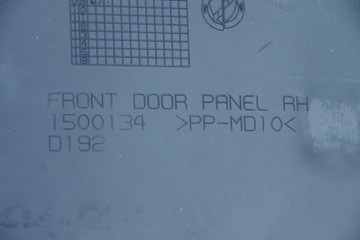 FRONT DOOR PANEL RH
1500134 >PP-MD10<
D192